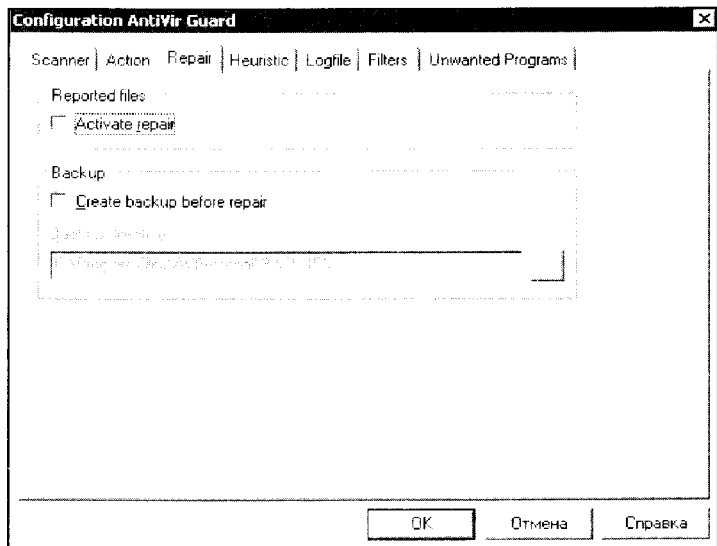 Configuration AntiVir Guard
Scanner Action Repair Heuristic Logfile Filters Unwanted Programs
Reported files
Activate repair
Backup
Create backup before repair
OK Отмена Справка